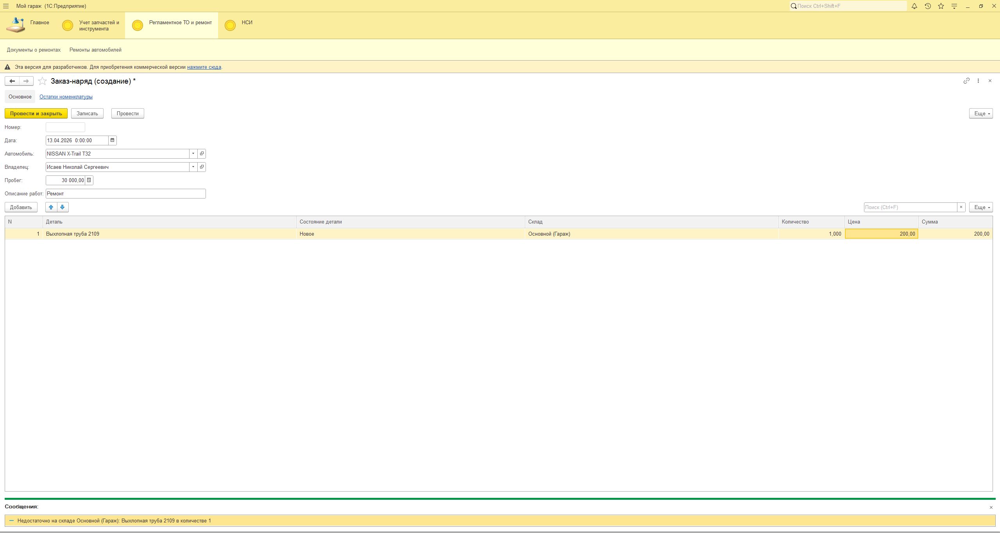 Мой гараж (1С:Предприятие)
Поиск Ctrl+Shift+F
Главное
Учет запчастей и
инструмента
Регламентное ТО и ремонт
НСИ
Документы о ремонтах
Ремонты автомобилей
Эта версия для разработчиков. Для приобретения коммерческой версии нажмите сюда.
Заказ-наряд (создание) *
Основное
Остатки номенклатуры
Провести и закрыть
Записать
Провести
Еще
Номер:
Дата:
13.04.2026 0:00:00
Автомобиль:
NISSAN X-Trail T32
Владелец:
Исаев Николай Сергеевич
Пробег:
30 000,00
Описание работ:
Ремонт
Добавить
Поиск (Ctrl+F)
Еще
N Деталь Состояние детали Склад Количество Цена Сумма
1 Выхлопная труба 2109 Новое Основной (Гараж) 1,000 200,00 200,00
Сообщения:
Недостаточно на складе Основной (Гараж): Выхлопная труба 2109 в количестве 1